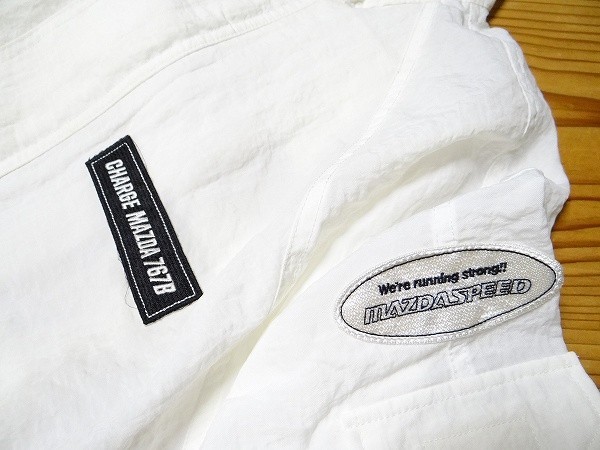 CHARGE MAZDA 767B
We're running strong!!
MAZDASPEED